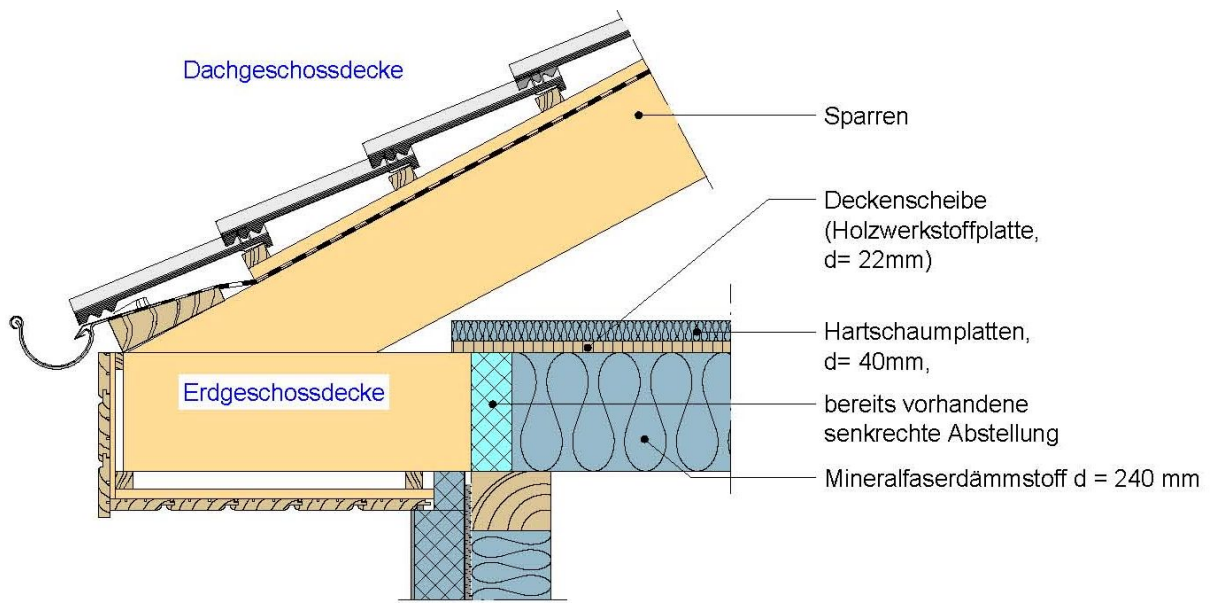 Dachgeschossdecke
Sparren
Deckenscheibe
(Holzwerkstoffplatte,
d= 22mm)
Hartschaumplatten,
d= 40mm,
Erdgeschossdecke
bereits vorhandene
senkrechte Abstellung
Mineralfaserdämmstoff d = 240 mm